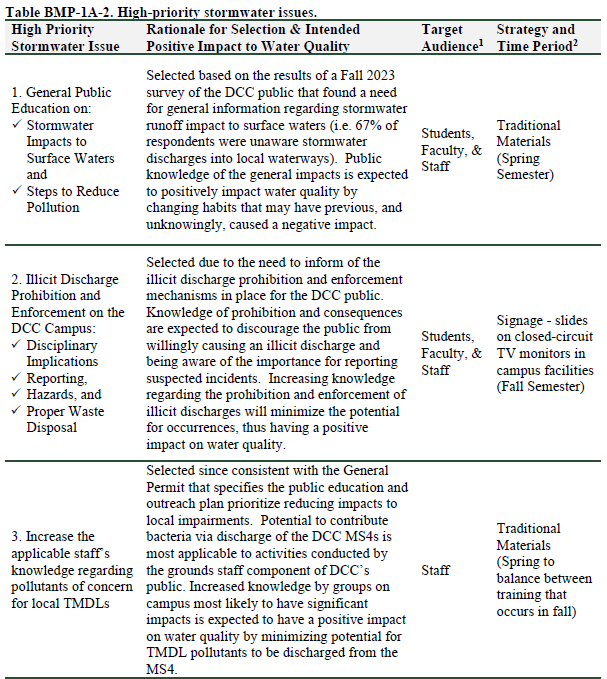 Table BMP-1A-2. High-priority stormwater issues.
High Priority
Stormwater Issue
Rationale for Selection & Intended
Positive Impact to Water Quality
Target
Audience1
Strategy and
Time Period2
1. General Public
Education on:
✓ Stormwater
Impacts to
Surface Waters
and
✓ Steps to Reduce
Pollution
Selected based on the results of a Fall 2023
survey of the DCC public that found a need
for general information regarding stormwater
runoff impact to surface waters (i.e. 67% of
respondents were unaware stormwater
discharges into local waterways). Public
knowledge of the general impacts is expected
to positively impact water quality by
changing habits that may have previous, and
unknowingly, caused a negative impact.
Students,
Faculty, &
Staff
Traditional
Materials
(Spring
Semester)
2. Illicit Discharge
Prohibition and
Enforcement on the
DCC Campus:
✓ Disciplinary
Implications
✓ Reporting,
✓ Hazards, and
✓ Proper Waste
Disposal
Selected due to the need to inform of the
illicit discharge prohibition and enforcement
mechanisms in place for the DCC public.
Knowledge of prohibition and consequences
are expected to discourage the public from
willingly causing an illicit discharge and
being aware of the importance for reporting
suspected incidents. Increasing knowledge
regarding the prohibition and enforcement of
illicit discharges will minimize the potential
for occurrences, thus having a positive
impact on water quality.
Students,
Faculty, &
Staff
Signage - slides
on closed-circuit
TV monitors in
campus facilities
(Fall Semester)
3. Increase the
applicable staff's
knowledge regarding
pollutants of concern
for local TMDLs
Selected since consistent with the General
Permit that specifies the public education and
outreach plan prioritize reducing impacts to
local impairments. Potential to contribute
bacteria via discharge of the DCC MS4s is
most applicable to activities conducted by
the grounds staff component of DCC's
public. Increased knowledge by groups on
campus most likely to have significant
impacts is expected to have a positive impact
on water quality by minimizing potential for
TMDL pollutants to be discharged from the
MS4.
Staff
Traditional
Materials
(Spring to
balance between
training that
occurs in fall)